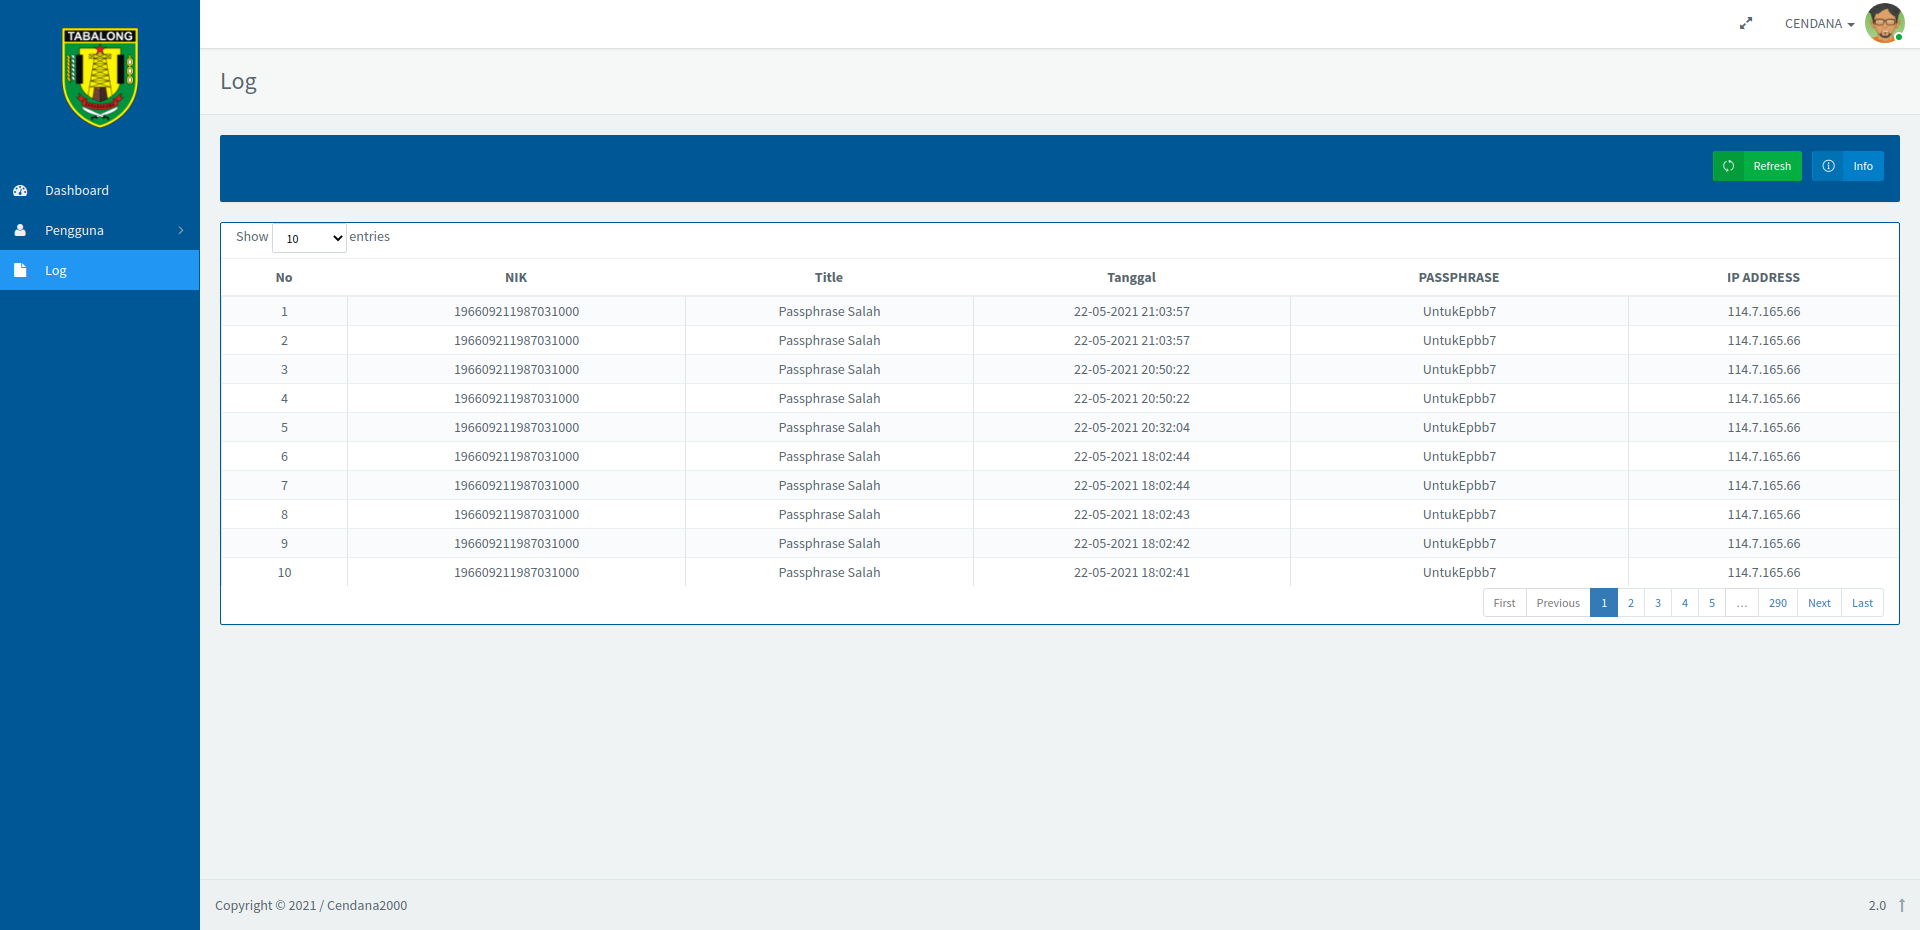 TABALONG
CENDANA
Log
Dashboard
Pengguna
Log
Refresh Info
Show 10 entries
No NIK Title Tanggal PASSPHRASE IP ADDRESS
1 196609211987031000 Passphrase Salah 22-05-2021 21:03:57 UntukEpbb7 114.7.165.66
2 196609211987031000 Passphrase Salah 22-05-2021 21:03:57 UntukEpbb7 114.7.165.66
3 196609211987031000 Passphrase Salah 22-05-2021 20:50:22 UntukEpbb7 114.7.165.66
4 196609211987031000 Passphrase Salah 22-05-2021 20:50:22 UntukEpbb7 114.7.165.66
5 196609211987031000 Passphrase Salah 22-05-2021 20:32:04 UntukEpbb7 114.7.165.66
6 196609211987031000 Passphrase Salah 22-05-2021 18:02:44 UntukEpbb7 114.7.165.66
7 196609211987031000 Passphrase Salah 22-05-2021 18:02:44 UntukEpbb7 114.7.165.66
8 196609211987031000 Passphrase Salah 22-05-2021 18:02:43 UntukEpbb7 114.7.165.66
9 196609211987031000 Passphrase Salah 22-05-2021 18:02:42 UntukEpbb7 114.7.165.66
10 196609211987031000 Passphrase Salah 22-05-2021 18:02:41 UntukEpbb7 114.7.165.66
First Previous 1 2 3 4 5 … 290 Next Last
Copyright © 2021 / Cendana2000 2.0